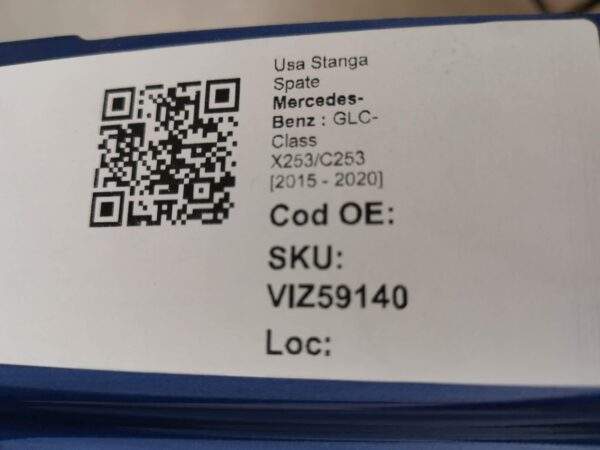 Usa Stanga
Spate
Mercedes-
Benz : GLC-
Class
X253/C253
[2015 - 2020]
Cod OE:
SKU:
VIZ59140
Loc: